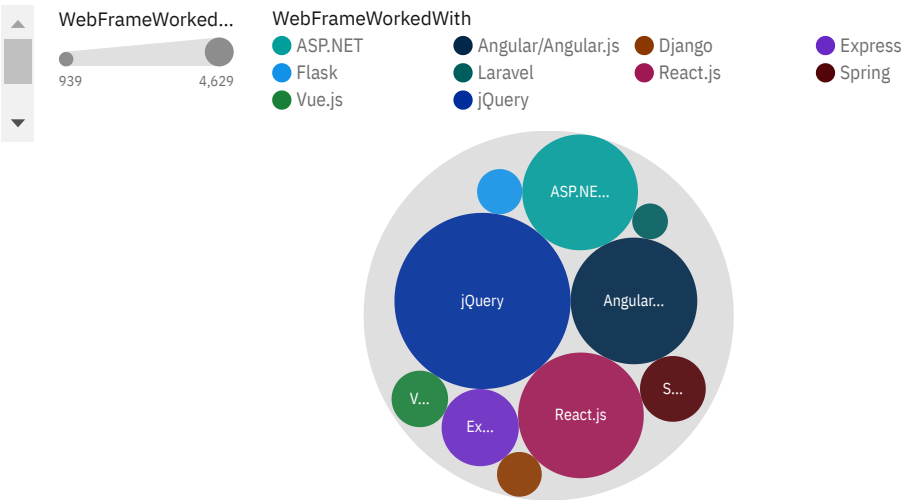 WebFrameWorked...
939
4,629
WebFrameWorkedWith
ASP.NET
Angular/Angular.js
Django
Express
Flask
Laravel
React.js
Spring
Vue.js
jQuery
ASP.NE...
jQuery
Angular...
V...
Ex...
React.js
S...